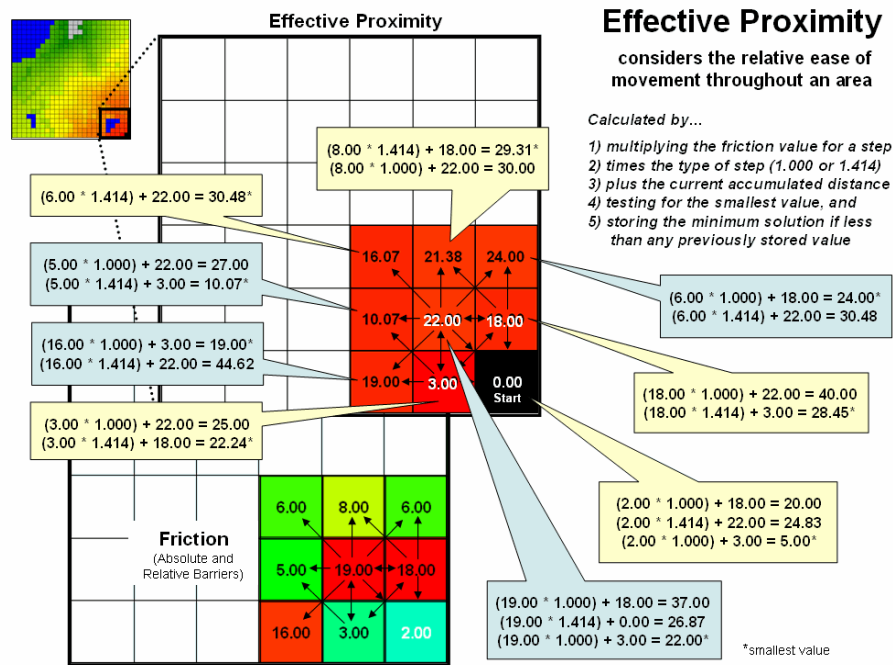 Effective Proximity
Effective Proximity
considers the relative ease of
movement throughout an area
Calculated by...
1) multiplying the friction value for a step
2) times the type of step (1.000 or 1.414)
3) plus the current accumulated distance
4) testing for the smallest value, and
5) storing the minimum solution if less
than any previously stored value
(8.00 * 1.414) + 18.00 = 29.31*
(8.00 * 1.000) + 22.00 = 30.00
(6.00 * 1.414) + 22.00 = 30.48*
(5.00 * 1.000) + 22.00 = 27.00
(5.00 * 1.414) + 3.00 = 10.07*
(16.00 * 1.000) + 3.00 = 19.00*
(16.00 * 1.414) + 22.00 = 44.62
(3.00 * 1.000) + 22.00 = 25.00
(3.00 * 1.414) + 18.00 = 22.24*
16.07 21.38 24.00
10.07 22.00 18.00
19.00 3.00 0.00
Start
(6.00 * 1.000) + 18.00 = 24.00*
(6.00 * 1.414) + 22.00 = 30.48
(18.00 * 1.000) + 22.00 = 40.00
(18.00 * 1.414) + 3.00 = 28.45*
(2.00 * 1.000) + 18.00 = 20.00
(2.00 * 1.414) + 22.00 = 24.83
(2.00 * 1.000) + 3.00 = 5.00*
(19.00 * 1.000) + 18.00 = 37.00
(19.00 * 1.414) + 0.00 = 26.87
(19.00 * 1.000) + 3.00 = 22.00*
Friction
(Absolute and
Relative Barriers)
6.00 8.00 6.00
5.00 19.00 18.00
16.00 3.00 2.00
*smallest value